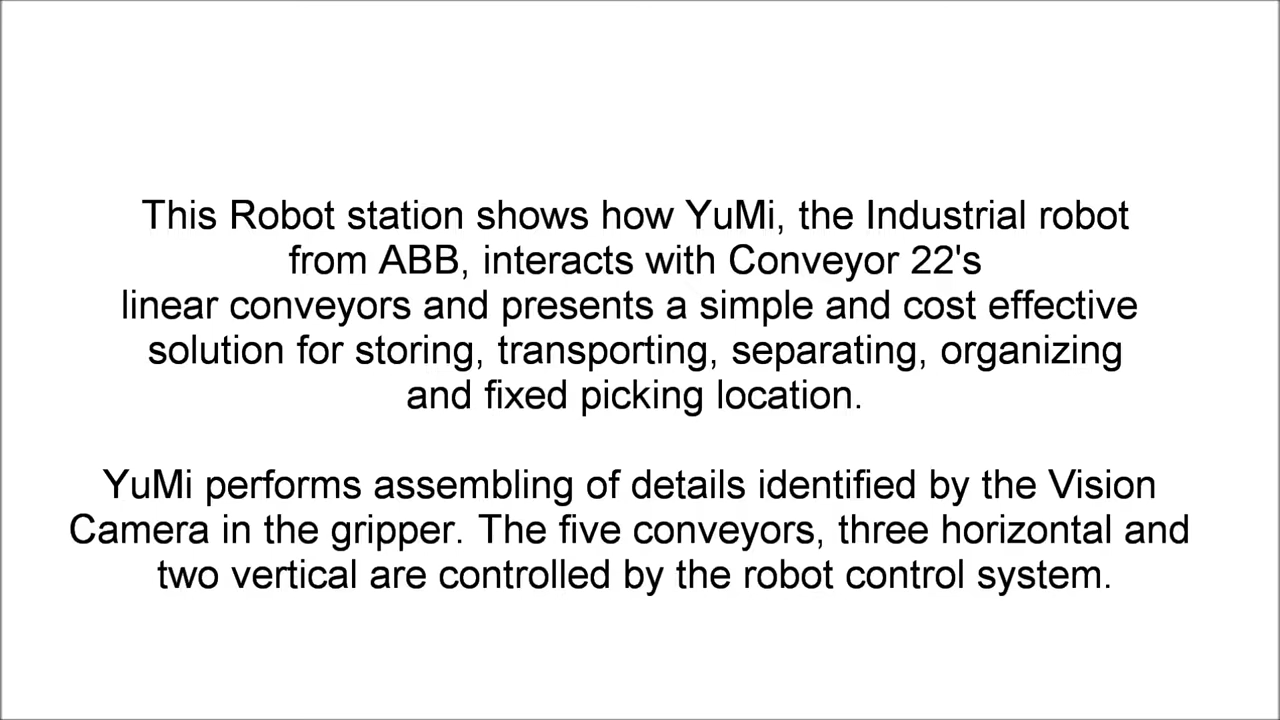 This Robot station shows how YuMi, the Industrial robot
from ABB, interacts with Conveyor 22's
linear conveyors and presents a simple and cost effective
solution for storing, transporting, separating, organizing
and fixed picking location.
YuMi performs assembling of details identified by the Vision
Camera in the gripper. The five conveyors, three horizontal and
two vertical are controlled by the robot control system.